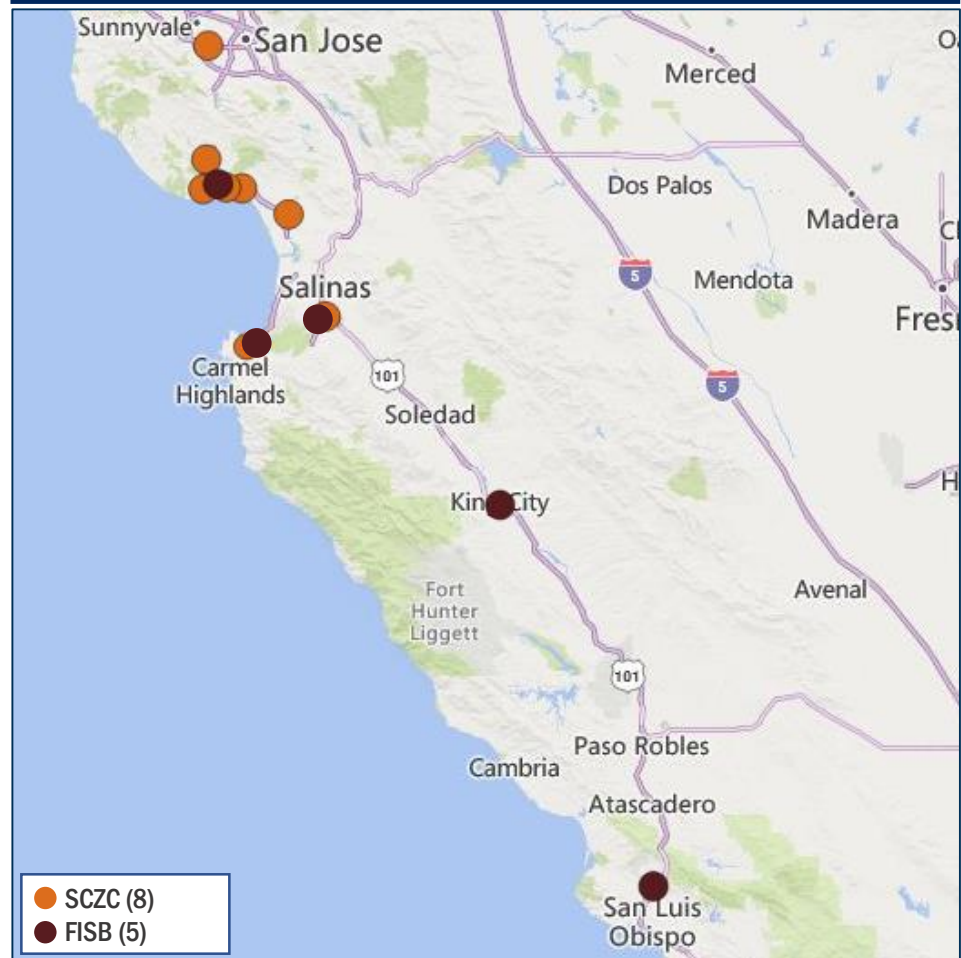 Sunnyvale
San Jose
Merced
Dos Palos
Madera
5
Mendota
Salinas
Carmel
Highlands
101
5
Soledad
King City
Avenal
Fort
Hunter
Liggett
101
Paso Robles
Cambria
Atascadero
San Luis
Obispo
SCZC (8)
FISB (5)